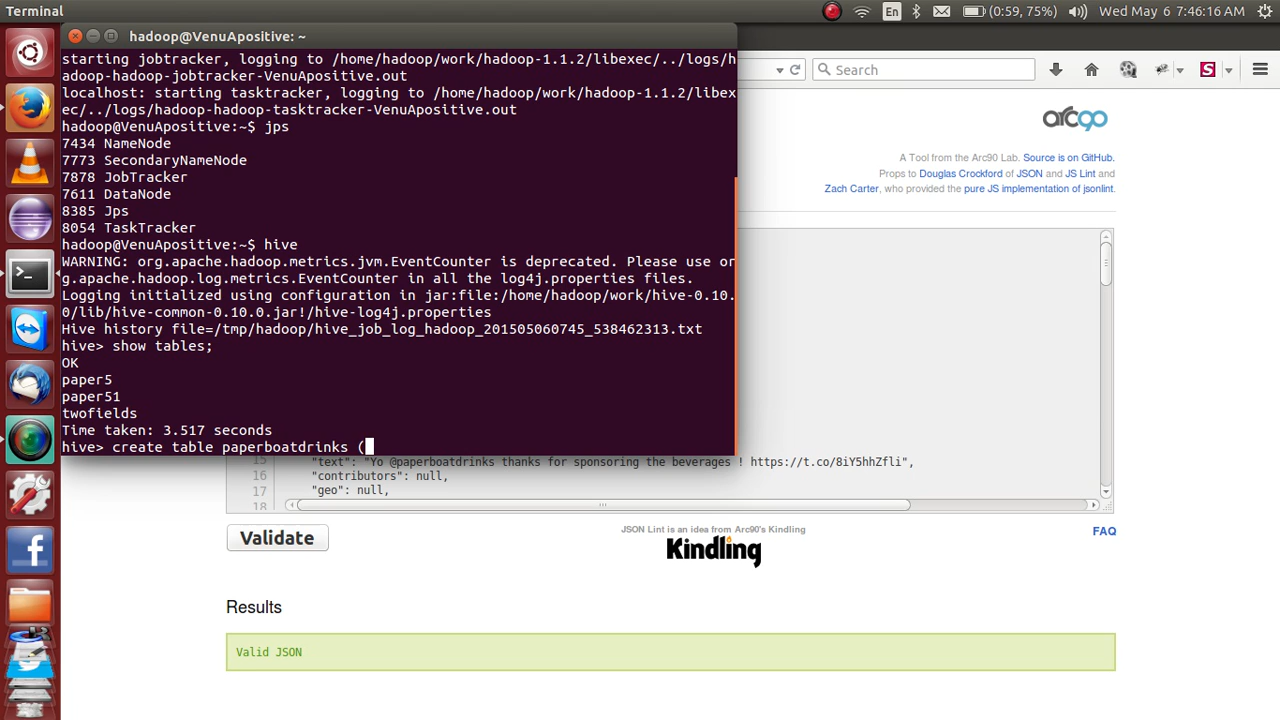 Terminal
En
(0:59, 75%)
Wed May 6 7:46:16 AM
hadoop@VenuApositive: ~
starting jobtracker, logging to /home/hadoop/work/hadoop-1.1.2/libexec/../logs/h
adoop-hadoop-jobtracker-VenuApositive.out
localhost: starting tasktracker, logging to /home/hadoop/work/hadoop-1.1.2/libex
ec/../logs/hadoop-hadoop-tasktracker-VenuApositive.out
hadoop@VenuApositive:~$ jps
7434 NameNode
7773 SecondaryNameNode
7878 JobTracker
7611 DataNode
8385 Jps
8054 TaskTracker
hadoop@VenuApositive:~$ hive
WARNING: org.apache.hadoop.metrics.jvm.EventCounter is deprecated. Please use or
g.apache.hadoop.log.metrics.EventCounter in all the log4j.properties files.
Logging initialized using configuration in jar:file:/home/hadoop/work/hive-0.10.
0/lib/hive-common-0.10.0.jar!/hive-log4j.properties
Hive history file=/tmp/hadoop/hive_job_log_hadoop_201505060745_538462313.txt
hive> show tables;
OK
paper5
paper51
twofields
Time taken: 3.517 seconds
hive> create table paperboatdrinks (
Search
S
arc90
A Tool from the Arc90 Lab. Source is on GitHub.
Props to Douglas Crockford of JSON and JS Lint and
Zach Carter, who provided the pure JS implementation of jsonlint.
15 "text": "Yo @paperboatdrinks thanks for sponsoring the beverages ! https://t.co/8iY5hhZfli",
16 "contributors": null,
17 "geo": null,
18
Validate
JSON Lint is an idea from Arc90's Kindling
Kindling
FAQ
Results
Valid JSON